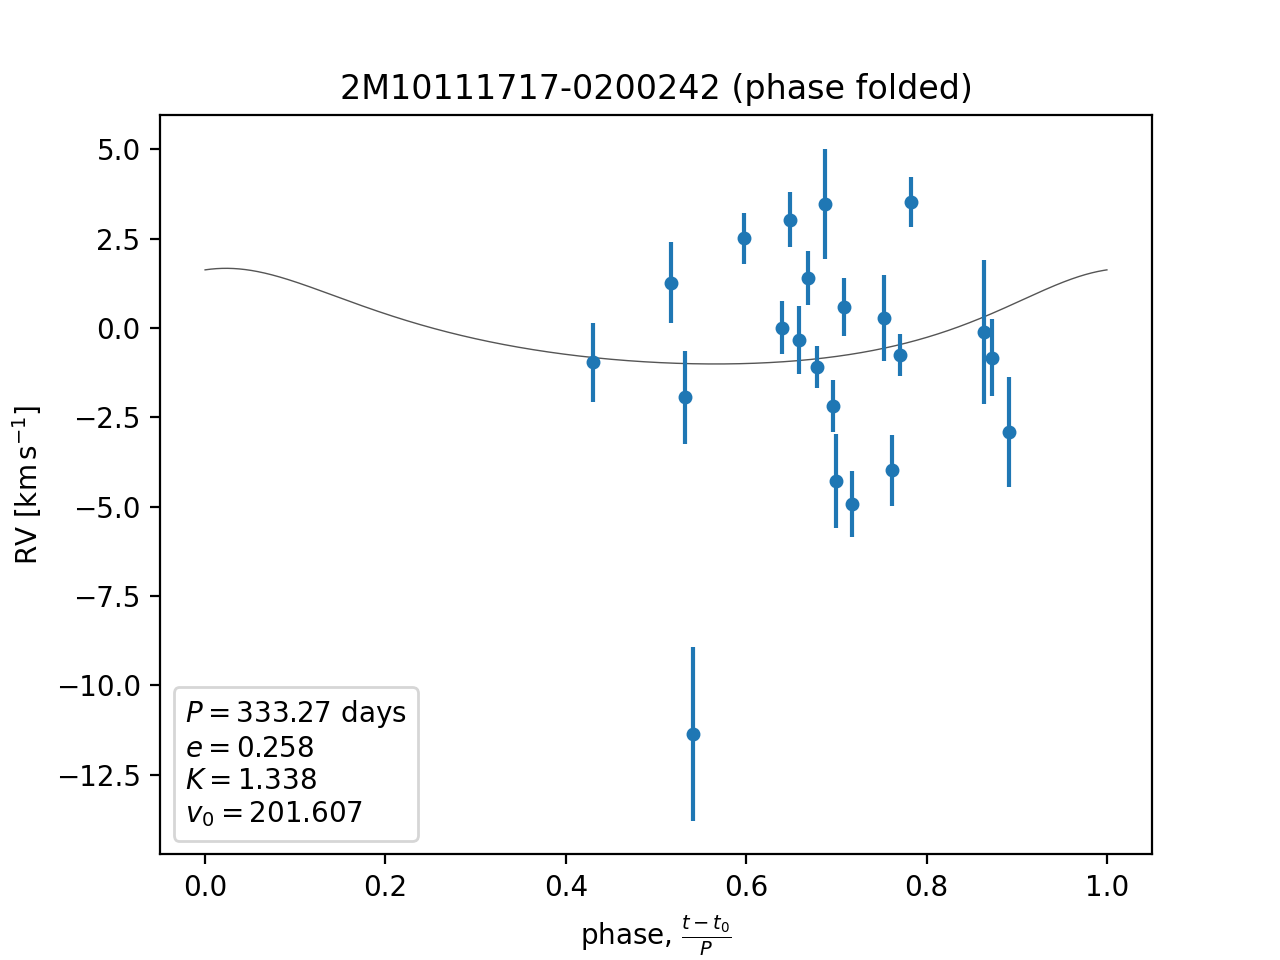 2M10111717-0200242 (phase folded)
RV [km s⁻¹]
5.0
2.5
0.0
−2.5
−5.0
−7.5
−10.0
−12.5
P = 333.27 days
e = 0.258
K = 1.338
v₀ = 201.607
0.0 0.2 0.4 0.6 0.8 1.0
phase, (t − t₀)/P